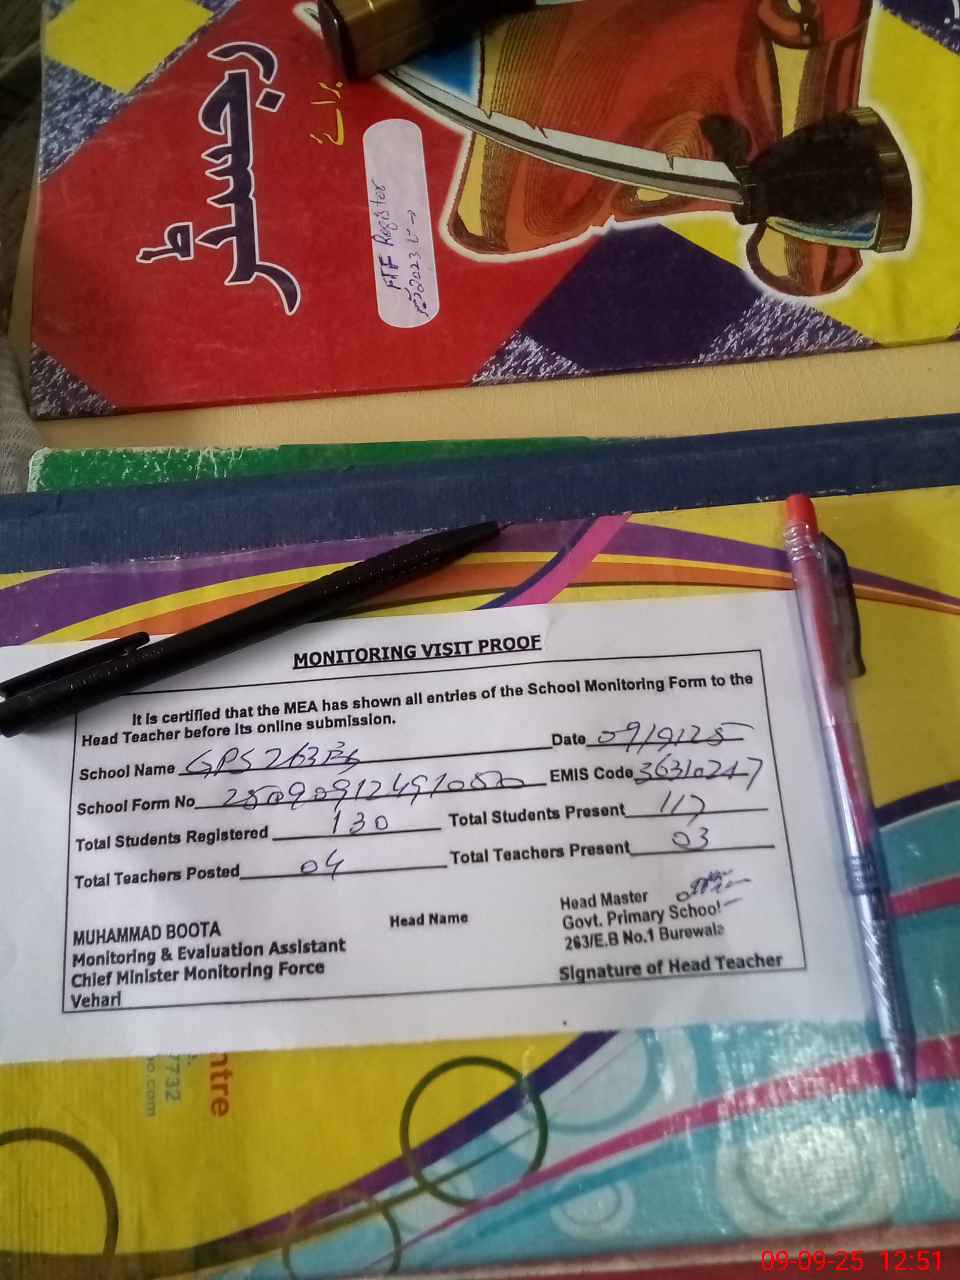 رجسٹر
برائے
FTF Register
MONITORING VISIT PROOF
It is certified that the MEA has shown all entries of the School Monitoring Form to the
Head Teacher before its online submission.
School Name GPS 263EB Date 09/9/25
School Form No EMIS Code 36310247
Total Students Registered 130 Total Students Present 117
Total Teachers Posted 04 Total Teachers Present 03
MUHAMMAD BOOTA
Monitoring & Evaluation Assistant
Chief Minister Monitoring Force
Vehari
Head Name
Head Master
Govt. Primary School
263/E.B No.1 Burewala
Signature of Head Teacher
ntre
7732
o.com
09-09-25 12:51